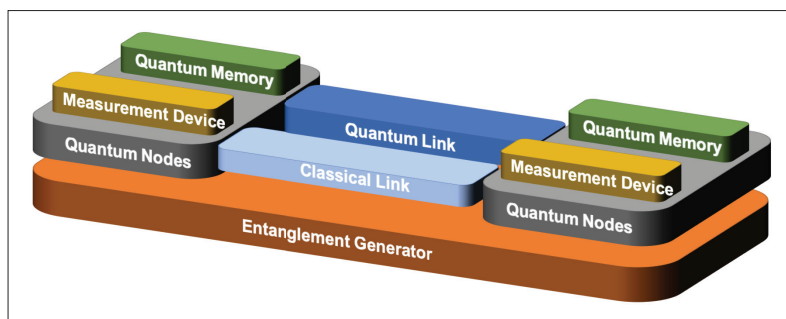 Quantum Memory
Measurement Device
Quantum Nodes
Quantum Link
Classical Link
Quantum Memory
Measurement Device
Quantum Nodes
Entanglement Generator